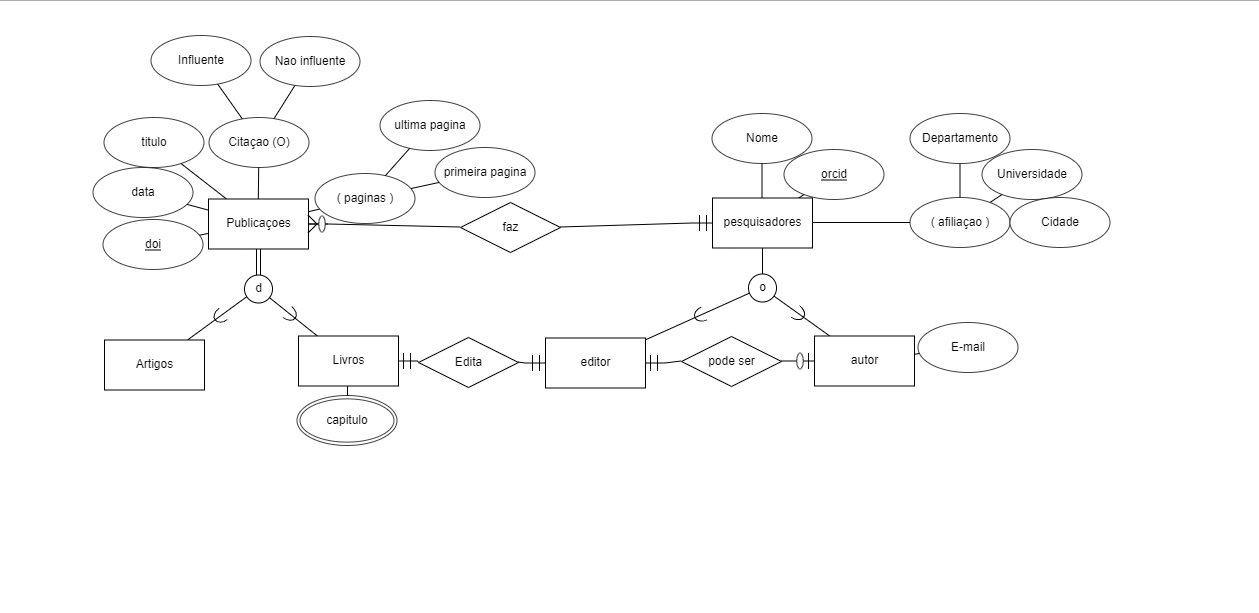 Influente
Nao influente
titulo
Citaçao (O)
ultima pagina
primeira pagina
data
( paginas )
Publicaçoes
doi
faz
Nome
orcid
pesquisadores
Departamento
Universidade
( afiliaçao )
Cidade
d
o
Artigos
Livros
Edita
editor
pode ser
autor
E-mail
capitulo